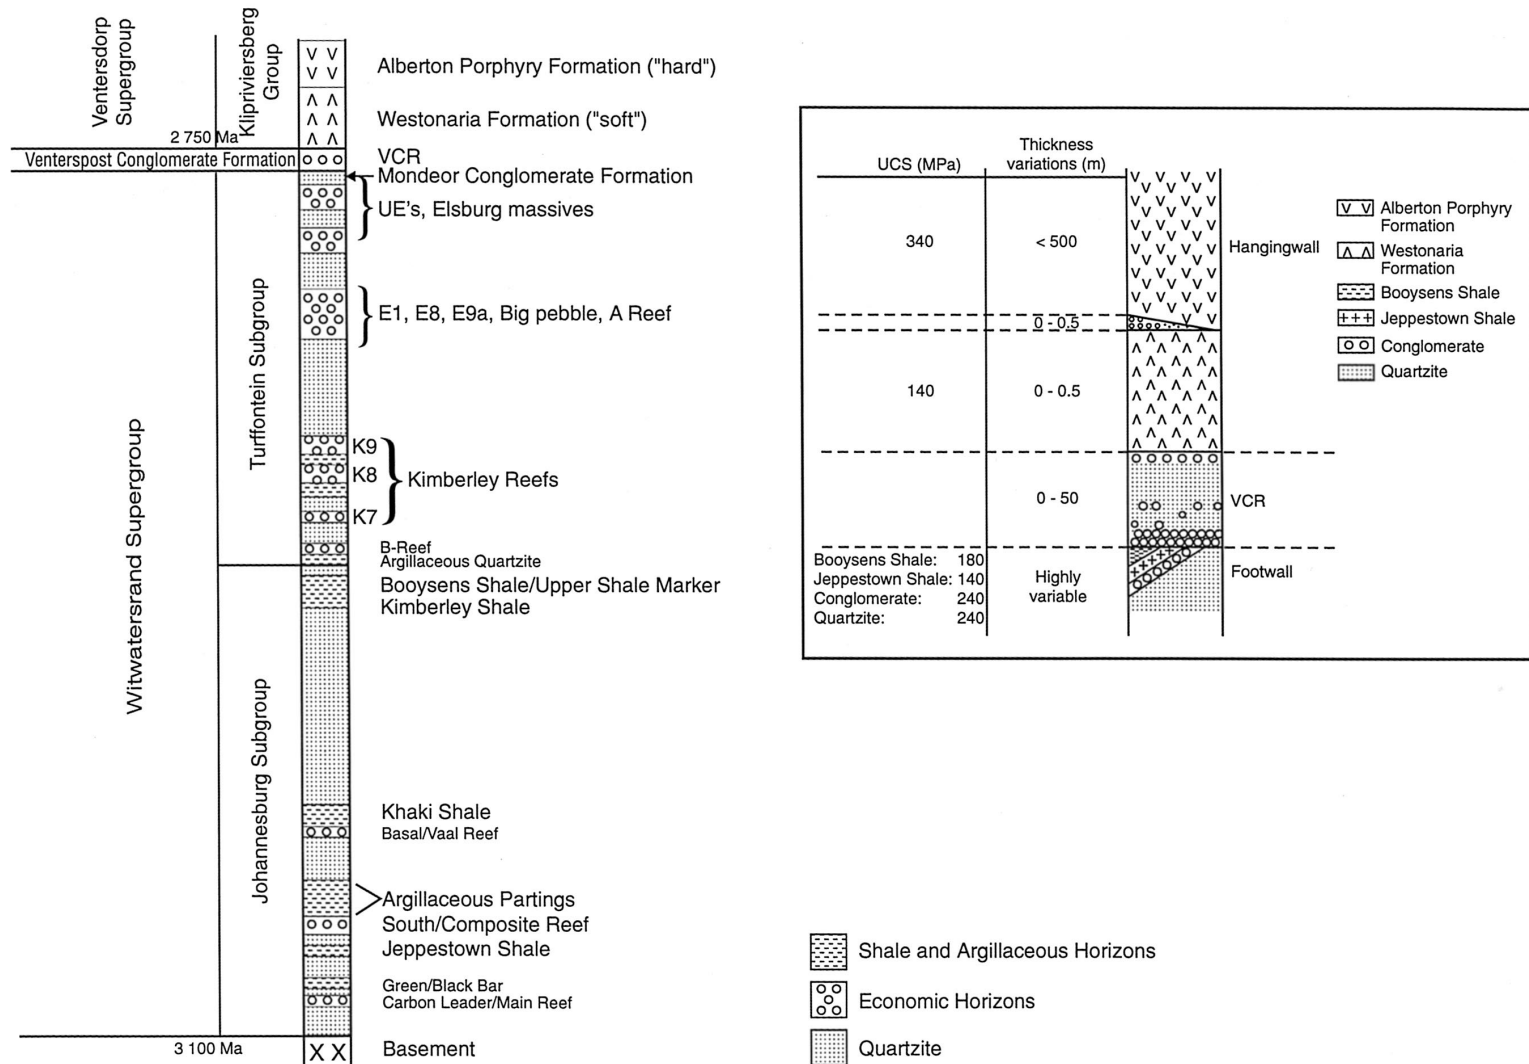 Ventersdorp
Supergroup
Klipriviersberg
Group
Alberton Porphyry Formation ("hard")
Westonaria Formation ("soft")
2 750 Ma
Venterspost Conglomerate Formation
VCR
Mondeor Conglomerate Formation
UE's, Elsburg massives
E1, E8, E9a, Big pebble, A Reef
Witwatersrand Supergroup
Turffontein Subgroup
K9
K8
Kimberley Reefs
K7
B-Reef
Argillaceous Quartzite
Booysens Shale/Upper Shale Marker
Kimberley Shale
Johannesburg Subgroup
Khaki Shale
Basal/Vaal Reef
Argillaceous Partings
South/Composite Reef
Jeppestown Shale
Green/Black Bar
Carbon Leader/Main Reef
3 100 Ma
Basement
UCS (MPa)
Thickness
variations (m)
340
< 500
Hangingwall
0 - 0.5
140
0 - 0.5
0 - 50
VCR
Booysens Shale: 180
Jeppestown Shale: 140
Conglomerate: 240
Quartzite: 240
Highly
variable
Footwall
Alberton Porphyry
Formation
Westonaria
Formation
Booysens Shale
Jeppestown Shale
Conglomerate
Quartzite
Shale and Argillaceous Horizons
Economic Horizons
Quartzite